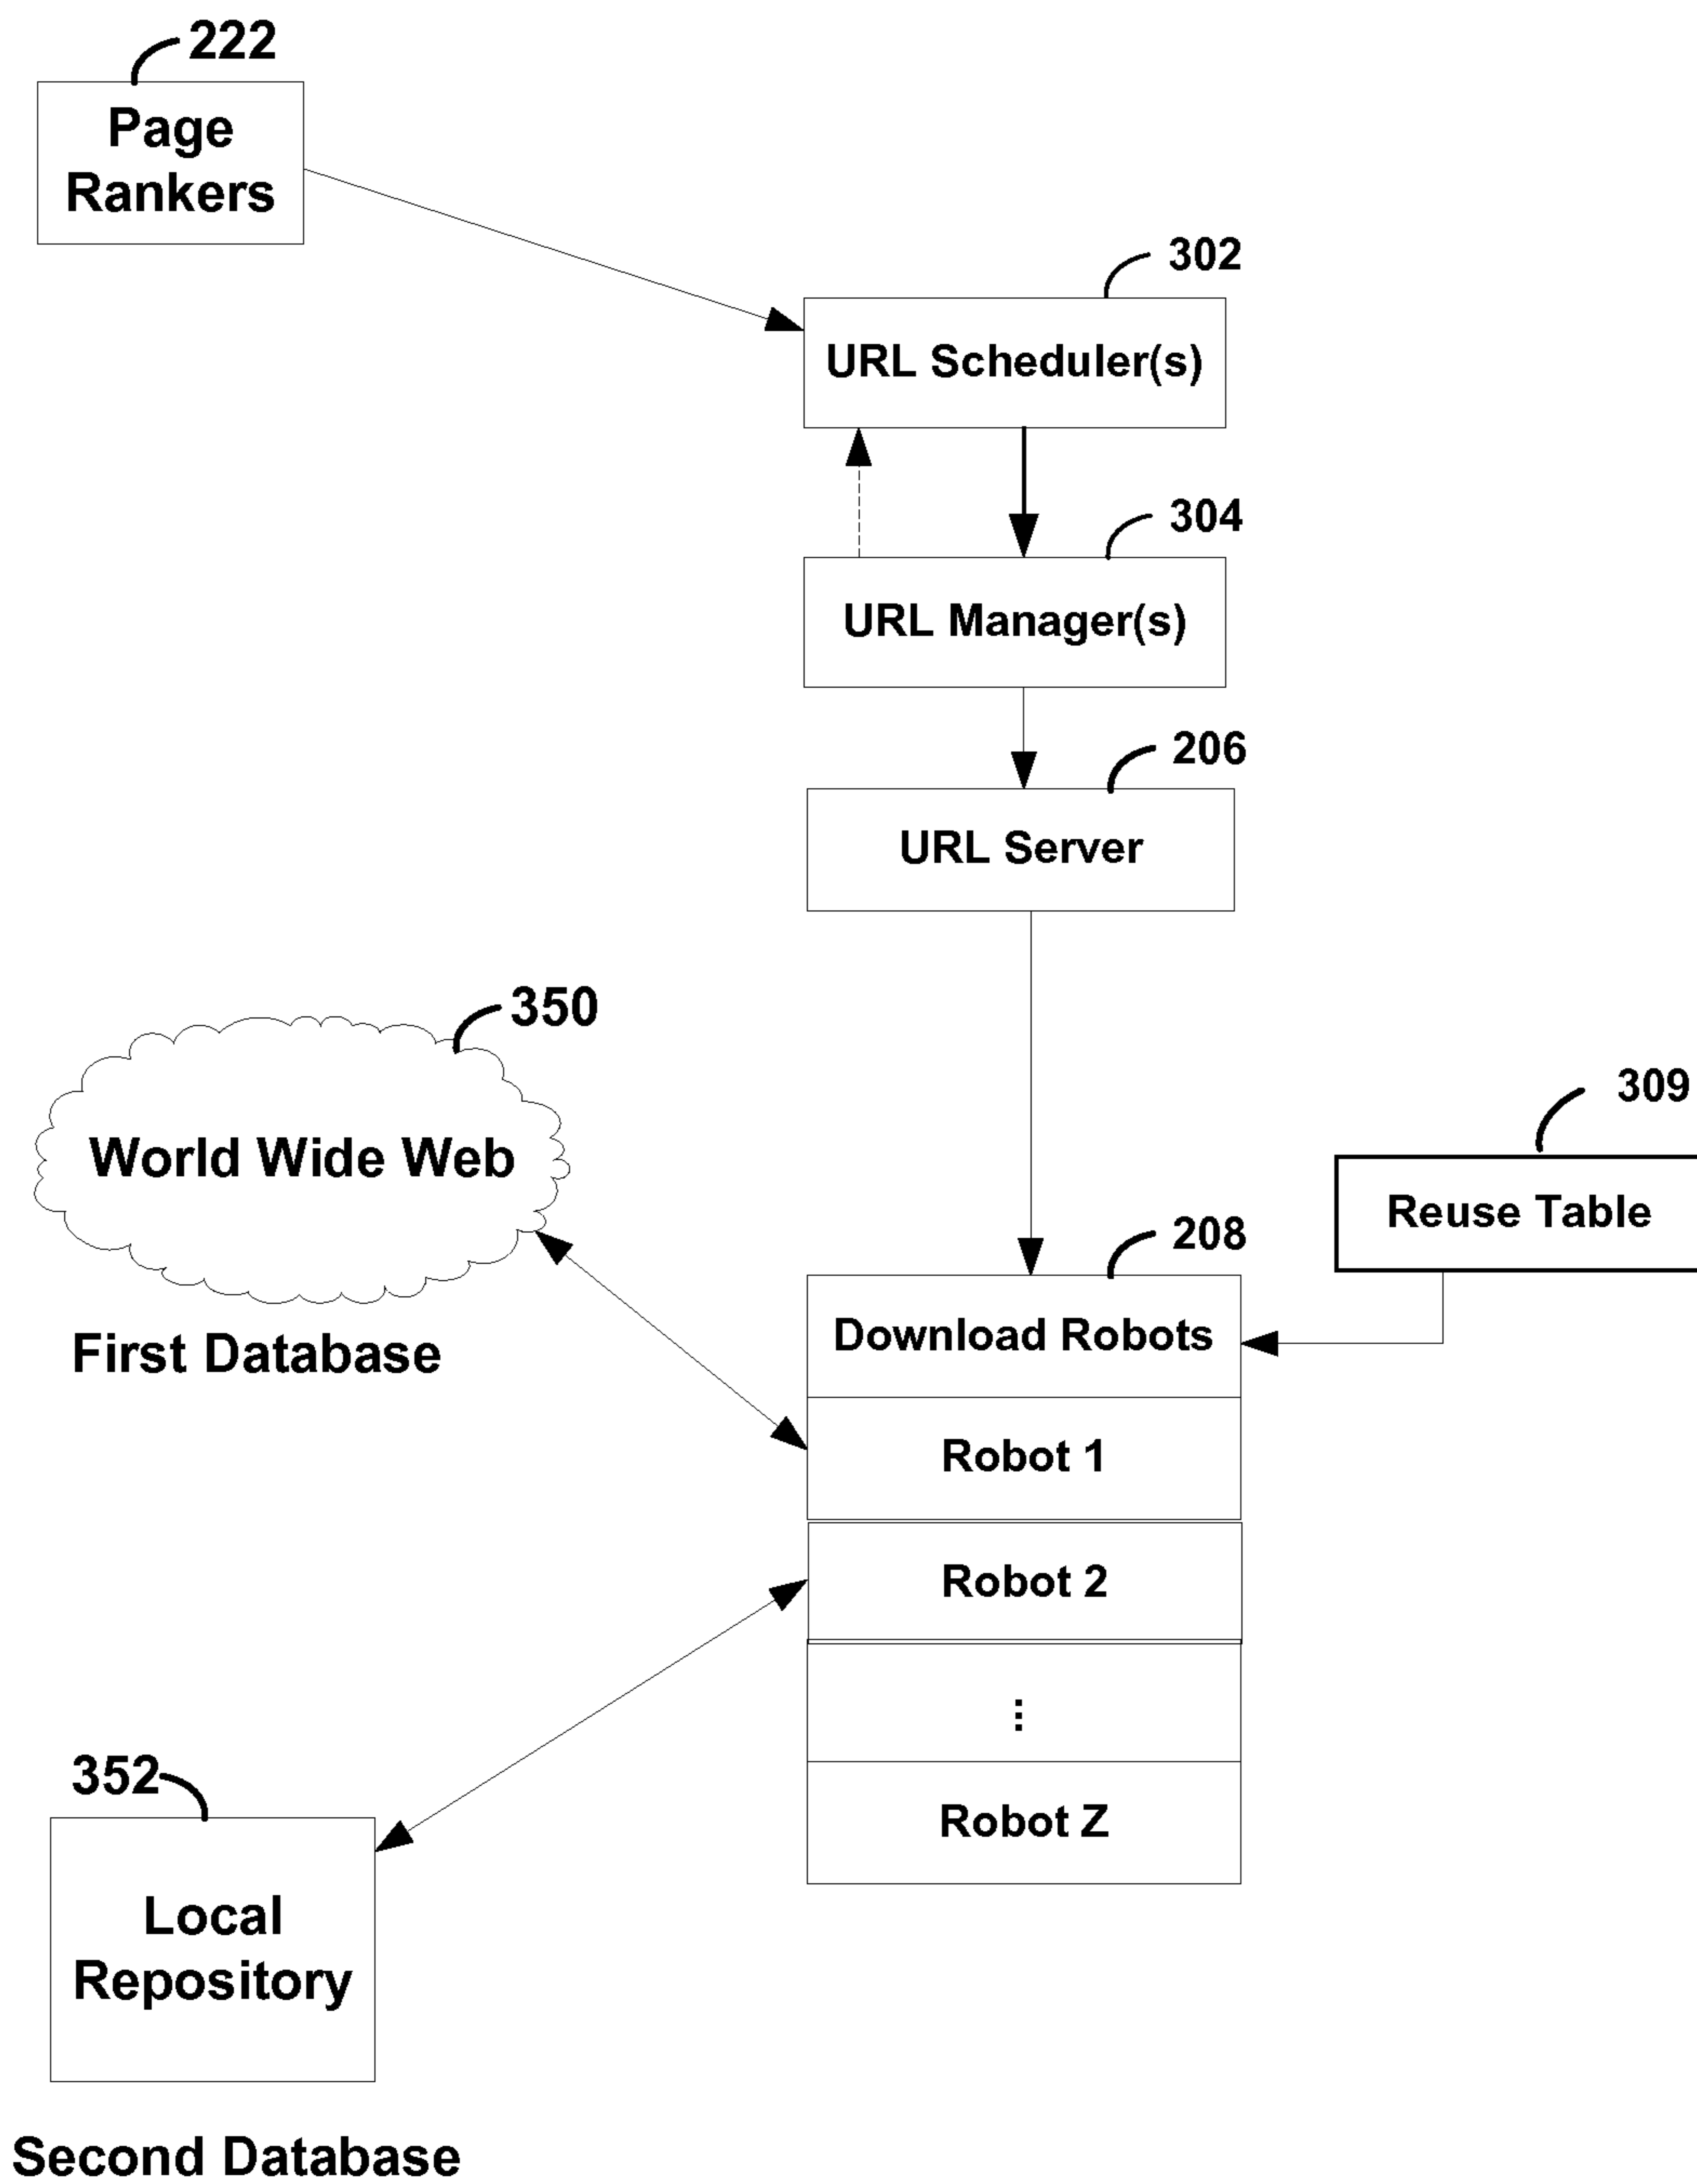 222
Page
Rankers
302
URL Scheduler(s)
304
URL Manager(s)
206
URL Server
350
World Wide Web
First Database
309
Reuse Table
208
Download Robots
Robot 1
Robot 2
...
Robot Z
352
Local
Repository
Second Database